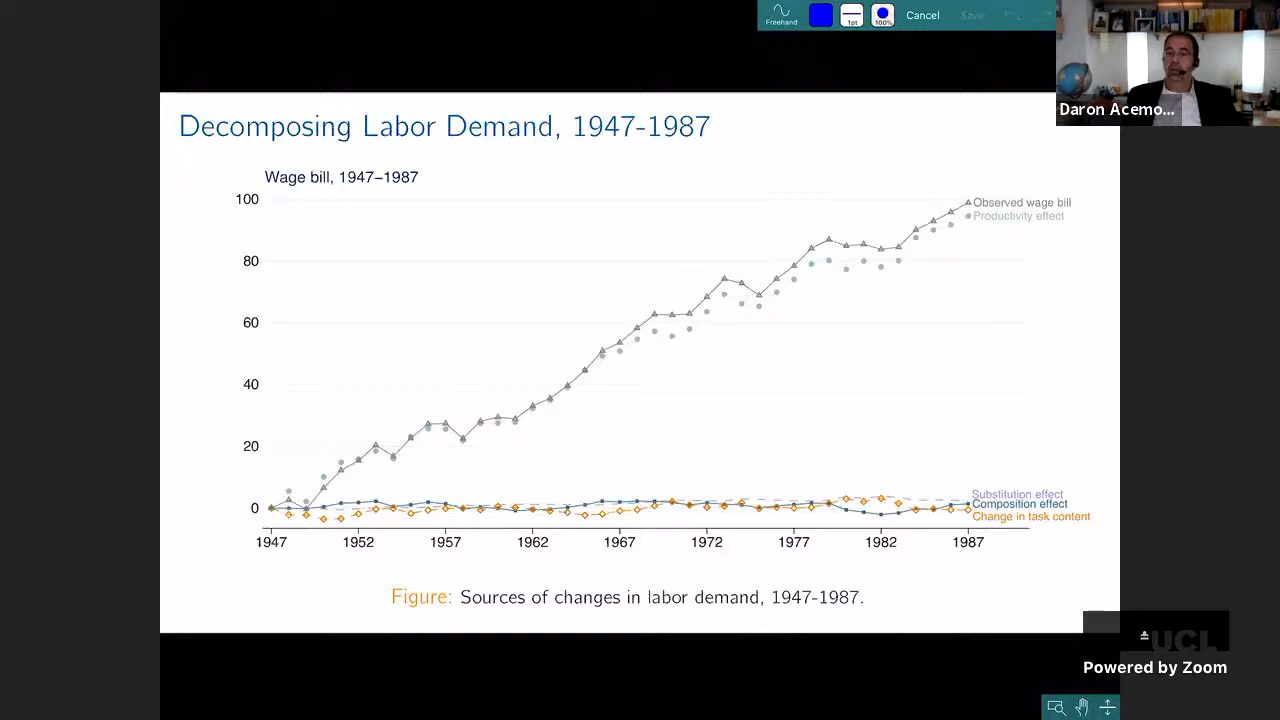 Freehand
1pt
100%
Cancel
Save
Daron Acemo...
Decomposing Labor Demand, 1947-1987
Wage bill, 1947–1987
100
80
60
40
20
0
Observed wage bill
Productivity effect
Substitution effect
Composition effect
Change in task content
1947 1952 1957 1962 1967 1972 1977 1982 1987
Figure: Sources of changes in labor demand, 1947-1987.
UCL
Powered by Zoom